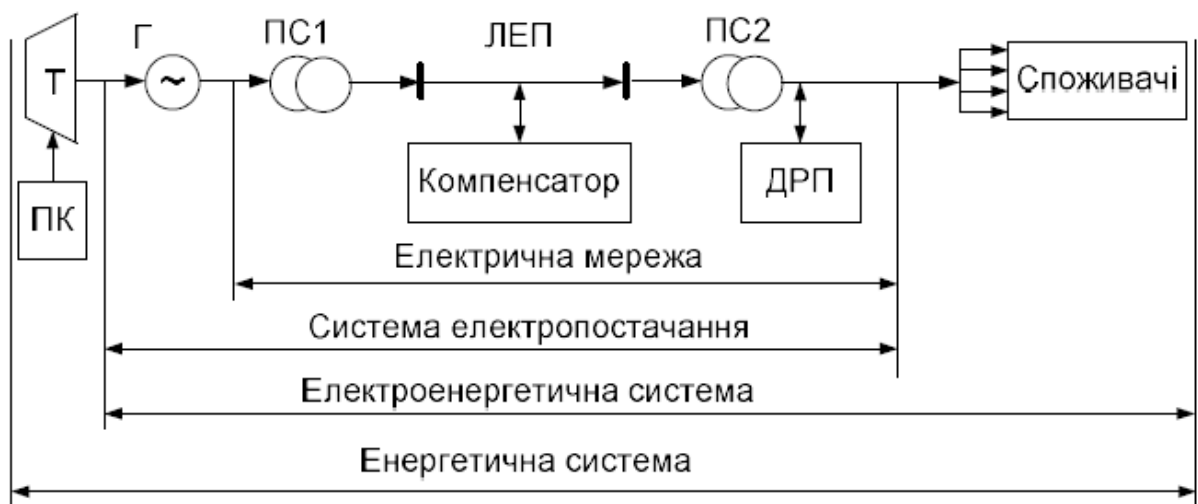 Г
ПС1
ЛЕП
ПС2
Т
~
Споживачі
ПК
Компенсатор
ДРП
Електрична мережа
Система електропостачання
Електроенергетична система
Енергетична система